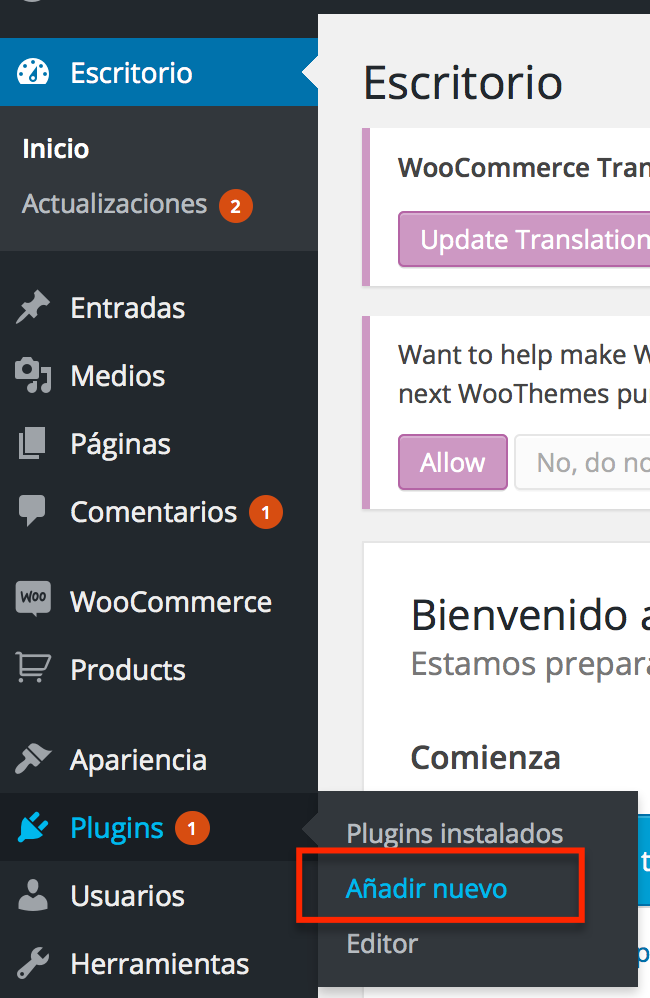 Escritorio
Inicio
Actualizaciones 2
Entradas
Medios
Páginas
Comentarios 1
Woo WooCommerce
Products
Apariencia
Plugins 1
Usuarios
Herramientas
Escritorio
WooCommerce Tran
Update Translation
Want to help make W
next WooThemes pu
Allow No, do no
Bienvenido a
Estamos prepara
Comienza
Plugins instalados
Añadir nuevo
Editor
t
p